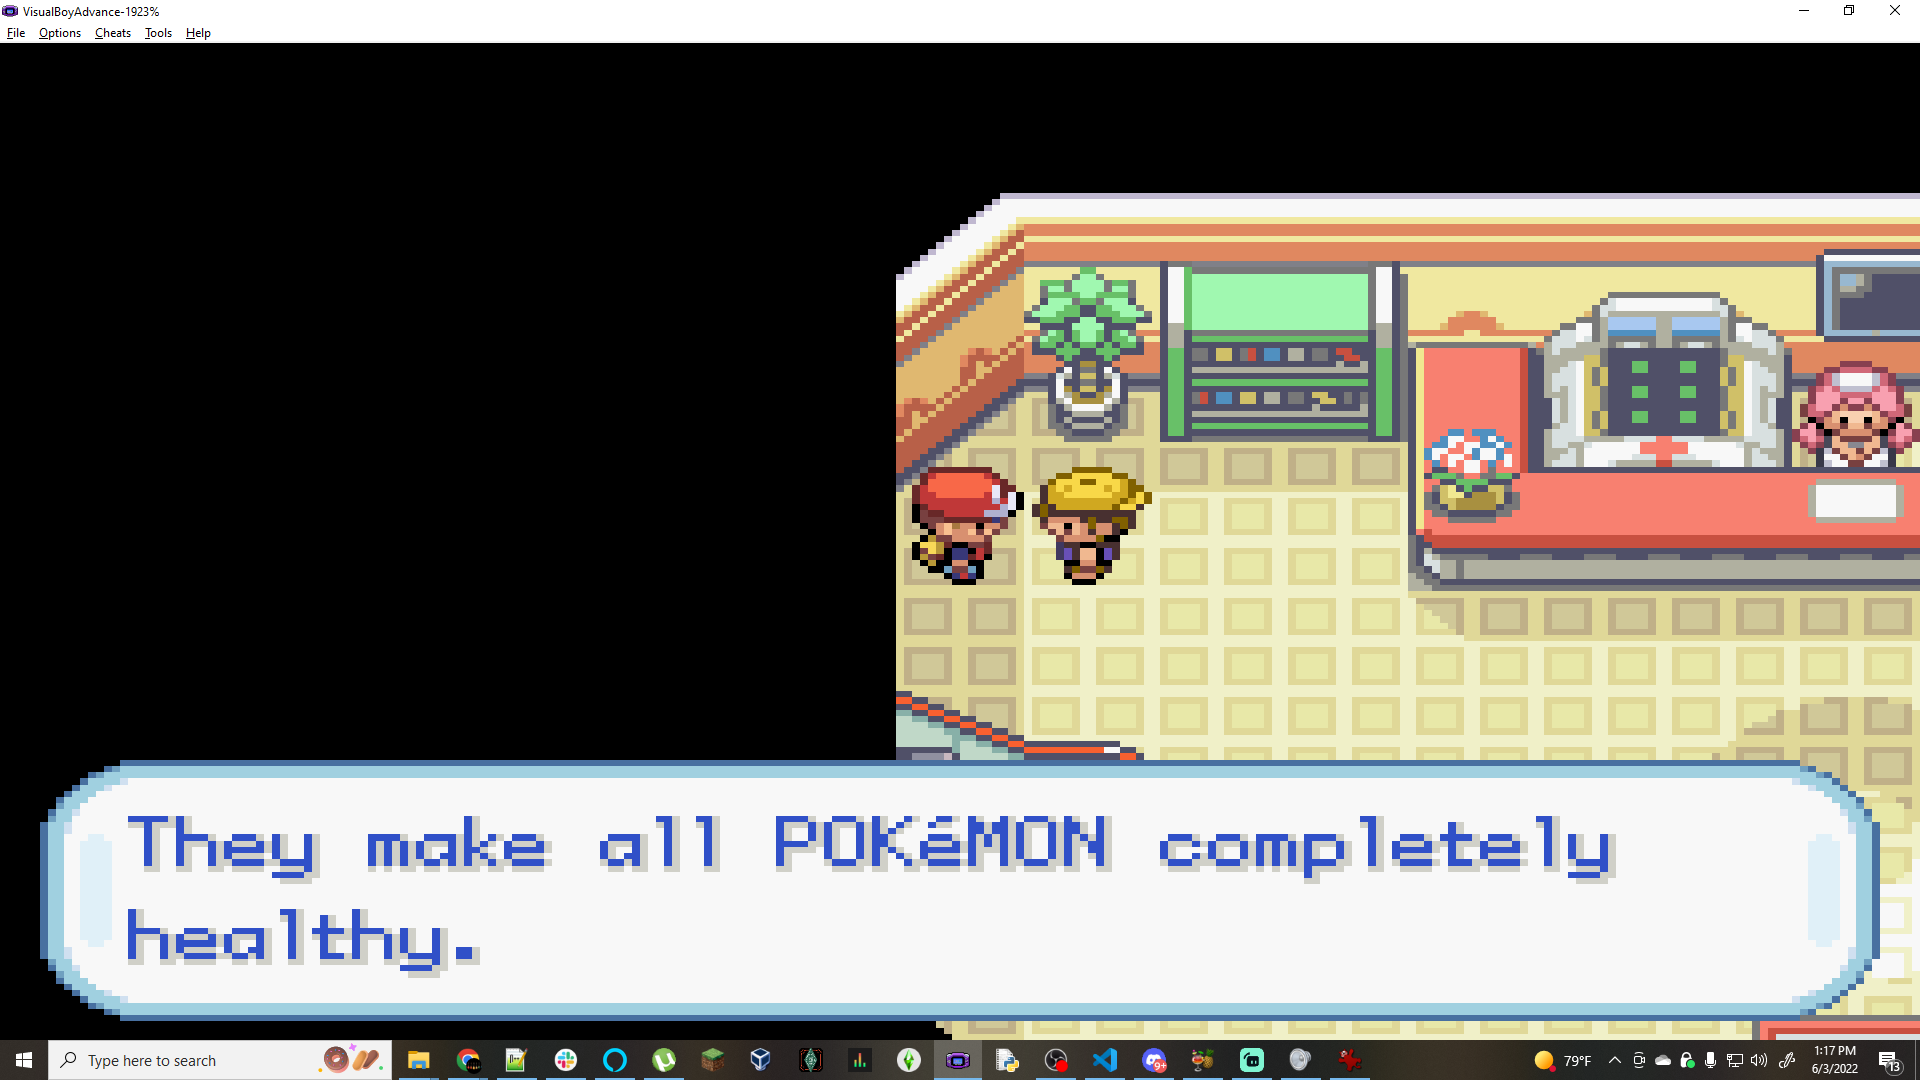 VisualBoyAdvance-1923%
File Options Cheats Tools Help
They make all POKéMON completely
healthy.
Type here to search
9+
79°F
1:17 PM
6/3/2022
13